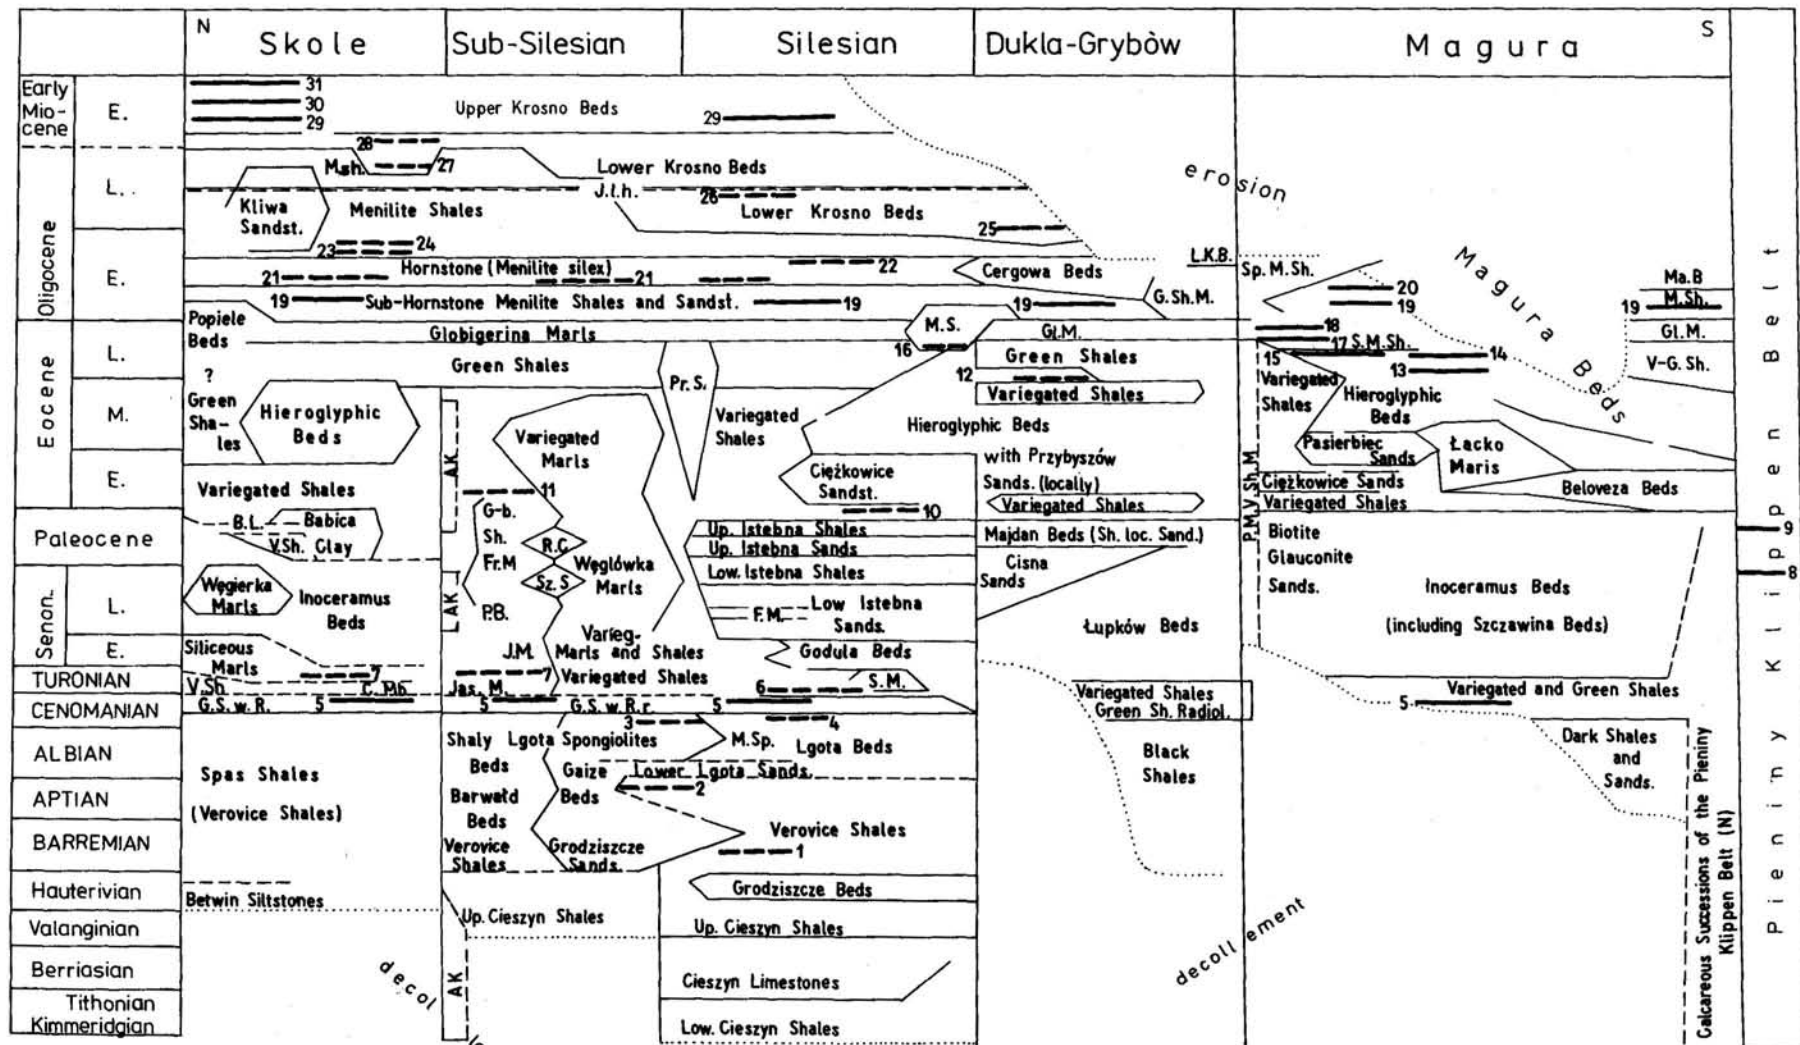 N
S
Skole
Sub-Silesian
Silesian
Dukla-Grybòw
Magura
Early
Mio-
cene
E.
Oligocene
L.
E.
Eocene
L.
M.
E.
Paleocene
Senon.
L.
E.
TURONIAN
CENOMANIAN
ALBIAN
APTIAN
BARREMIAN
Hauterivian
Valanginian
Berriasian
Tithonian
Kimmeridgian
31
30
29
Upper Krosno Beds
29
28
M.sh.
27
Lower Krosno Beds
J.l.h.
26
Kliwa
Sandst.
Menilite Shales
Lower Krosno Beds
25
23
24
Hornstone (Menilite silex)
21
21
22
19
Sub-Hornstone Menilite Shales and Sandst.
19
Popiele
Beds
Globigerina Marls
Green Shales
?
Green
Sha-
les
Hieroglyphic
Beds
Variegated Shales
B.L.
Babica
V.Sh.
Clay
Węgierka
Marls
Inoceramus
Beds
Siliceous
Marls
7
V.Sh.
G.S.w.R.
5
Spas Shales
(Verovice Shales)
Betwin Siltstones
decol
AK
AK
AK
Variegated
Marls
11
G-b.
Sh.
Fr.M
R.C.
Sz.S
Węglówka
Marls
P.B.
J.M.
Varieg-
Marls and Shales
7
Variegated Shales
Jas. M.
5
G.S.w.R.r.
3
Shaly
Beds
Lgota Spongiolites
Gaize
Beds
Lower Lgota Sands.
2
Barwałd
Beds
Verovice
Shales
Grodziszcze
Sands.
Up. Cieszyn Shales
Pr. S.
Variegated
Shales
M.S.
16
Ciężkowice
Sandst.
10
Up. Istebna Shales
Up. Istebna Sands
Low. Istebna Shales
F.M.
Low Istebna
Sands.
Godula Beds
6
S.M.
5
4
M.Sp.
Lgota Beds
Verovice Shales
1
Grodziszcze Beds
Up. Cieszyn Shales
Cieszyn Limestones
Low. Cieszyn Shales
erosion
Cergowa Beds
L.K.B.
19
G.Sh.M.
Gl.M.
Green Shales
12
Variegated Shales
Hieroglyphic Beds
with Przybyszów
Sands. (locally)
Variegated Shales
Majdan Beds (Sh. loc. Sand.)
Cisna
Sands
Łupków Beds
Variegated Shales
Green Sh. Radiol.
Black
Shales
decollement
Sp. M. Sh.
20
19
18
17
S.M.Sh.
15
14
13
Magura Beds
Ma.B
M.Sh.
19
Gl.M.
V-G. Sh.
Variegated
Shales
Hieroglyphic
Beds
Pasierbiec
Sands
Łacko
Maris
Ciężkowice Sands
Variegated Shales
Beloveza Beds
P.M.V.Sh.M
Biotite
Glauconite
Sands.
Inoceramus Beds
(including Szczawina Beds)
Variegated and Green Shales
5
Dark Shales
and
Sands.
Calcareous Successions of the Pieniny
Klippen Belt (N)
9
8
Pieniny Klippen Belt